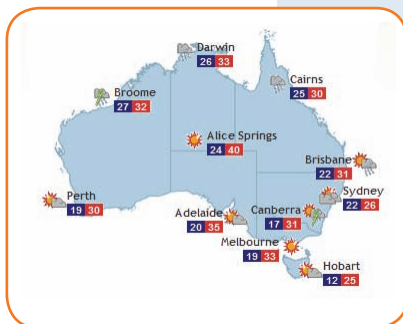 Darwin
26 33
Cairns
25 30
Broome
27 32
Alice Springs
24 40
Brisbane
22 31
Perth
19 30
Sydney
22 26
Adelaide
20 35
Canberra
17 31
Melbourne
19 33
Hobart
12 25